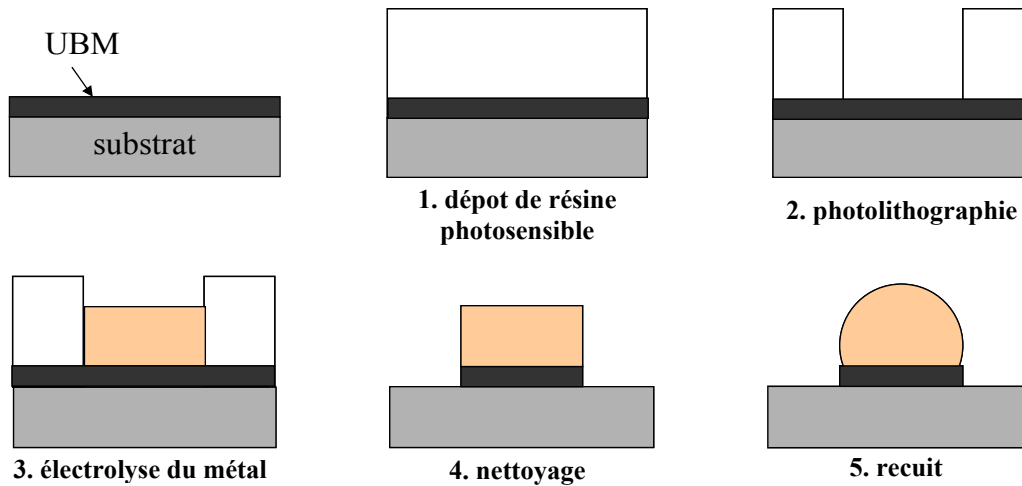 UBM
substrat
1. dépot de résine
photosensible
2. photolithographie
3. électrolyse du métal
4. nettoyage
5. recuit